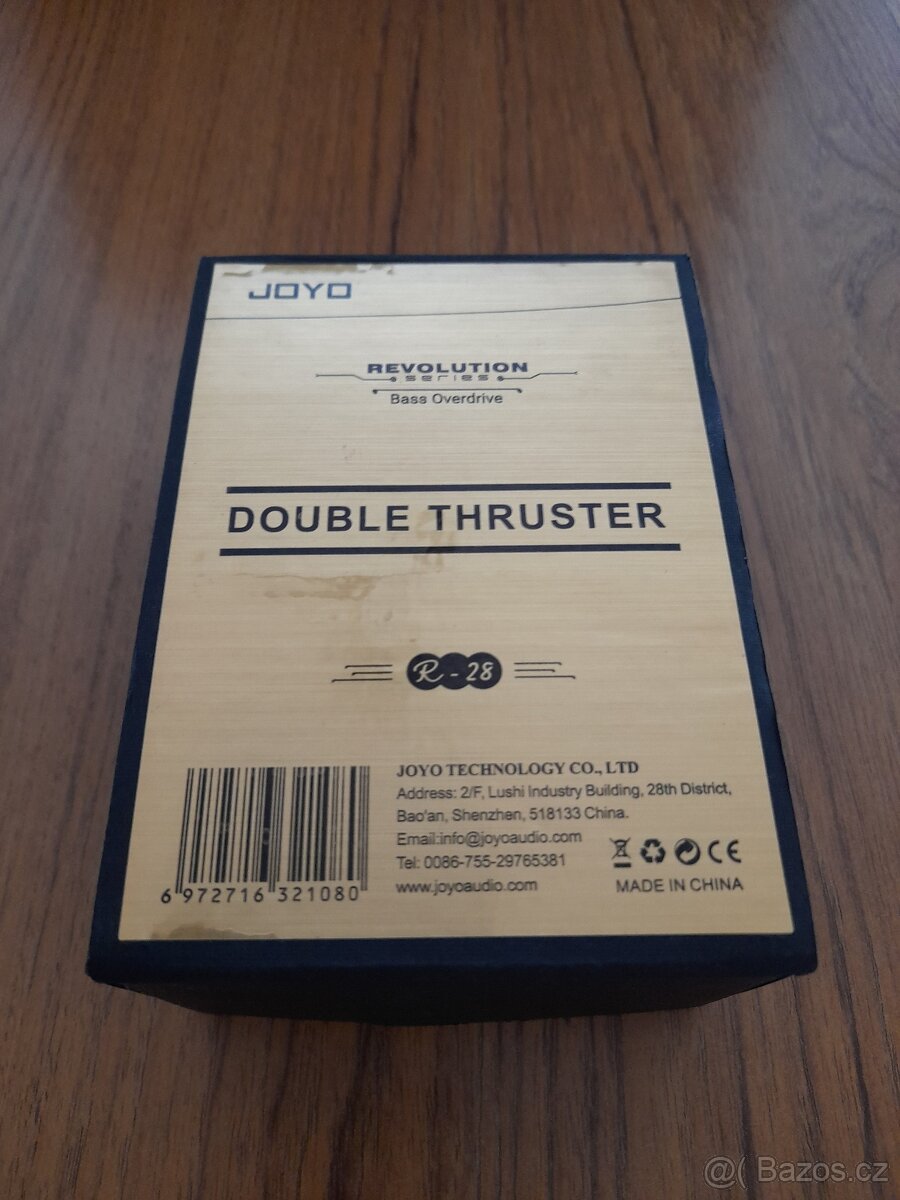 JOYO
REVOLUTION
series
Bass Overdrive
DOUBLE THRUSTER
R - 28
JOYO TECHNOLOGY CO., LTD
Address: 2/F, Lushi Industry Building, 28th District,
Bao'an, Shenzhen, 518133 China.
Email:info@joyoaudio.com
Tel: 0086-755-29765381
www.joyoaudio.com
CE
MADE IN CHINA
6 972716 321080
@( Bazos.cz